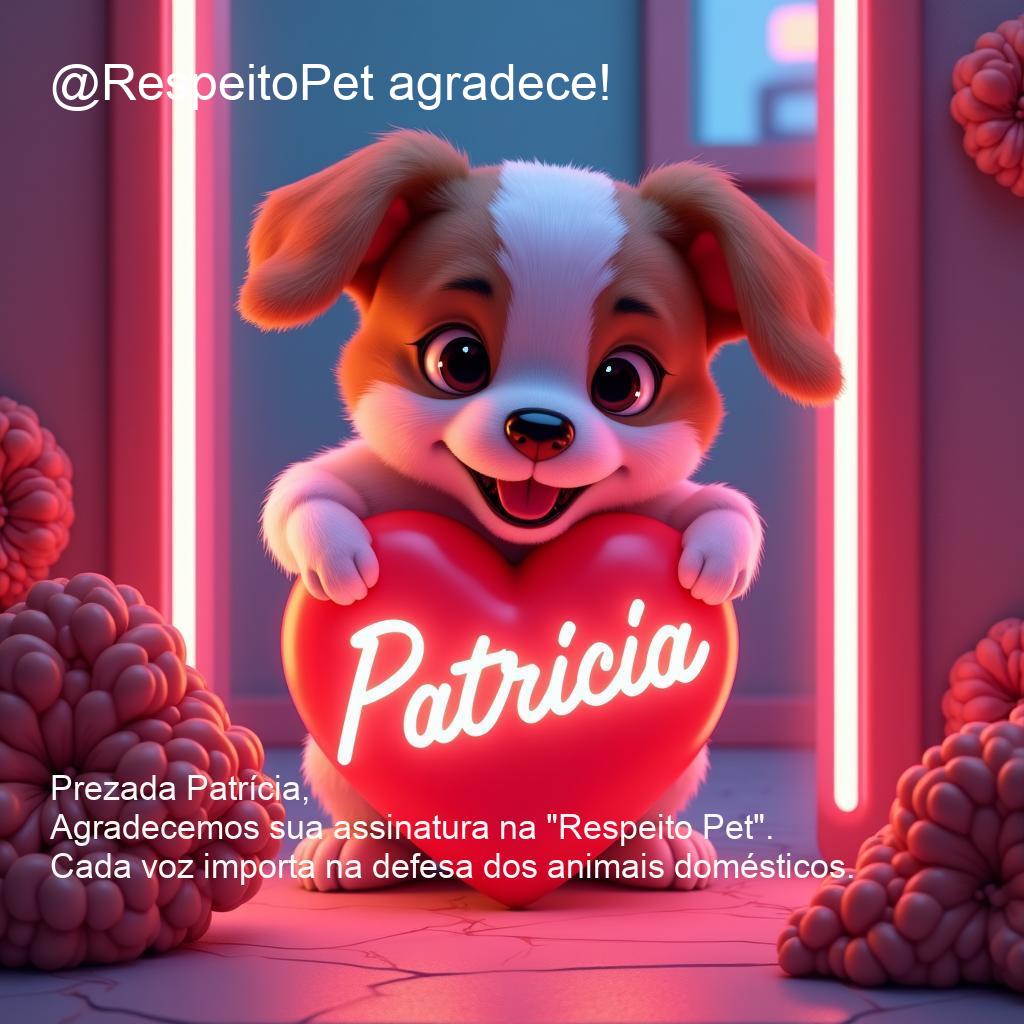 @RespeitoPet agradece!
Patricia
Prezada Patrícia,
Agradecemos sua assinatura na "Respeito Pet".
Cada voz importa na defesa dos animais domésticos.